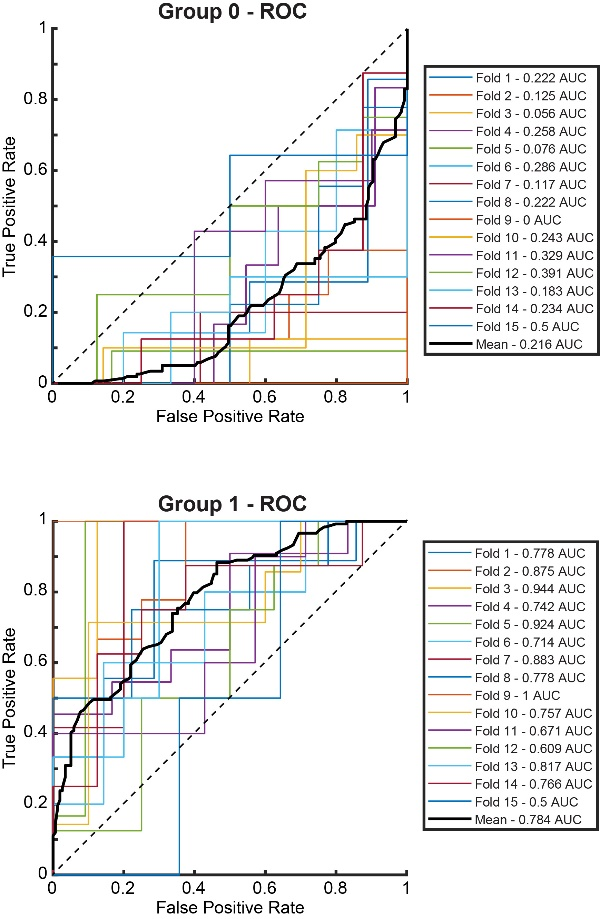 Group 0 - ROC
True Positive Rate
1
0.8
0.6
0.4
0.2
0
0
0.2
0.4
0.6
0.8
1
False Positive Rate
Fold 1 - 0.222 AUC
Fold 2 - 0.125 AUC
Fold 3 - 0.056 AUC
Fold 4 - 0.258 AUC
Fold 5 - 0.076 AUC
Fold 6 - 0.286 AUC
Fold 7 - 0.117 AUC
Fold 8 - 0.222 AUC
Fold 9 - 0 AUC
Fold 10 - 0.243 AUC
Fold 11 - 0.329 AUC
Fold 12 - 0.391 AUC
Fold 13 - 0.183 AUC
Fold 14 - 0.234 AUC
Fold 15 - 0.5 AUC
Mean - 0.216 AUC
Group 1 - ROC
True Positive Rate
1
0.8
0.6
0.4
0.2
0
0
0.2
0.4
0.6
0.8
1
False Positive Rate
Fold 1 - 0.778 AUC
Fold 2 - 0.875 AUC
Fold 3 - 0.944 AUC
Fold 4 - 0.742 AUC
Fold 5 - 0.924 AUC
Fold 6 - 0.714 AUC
Fold 7 - 0.883 AUC
Fold 8 - 0.778 AUC
Fold 9 - 1 AUC
Fold 10 - 0.757 AUC
Fold 11 - 0.671 AUC
Fold 12 - 0.609 AUC
Fold 13 - 0.817 AUC
Fold 14 - 0.766 AUC
Fold 15 - 0.5 AUC
Mean - 0.784 AUC